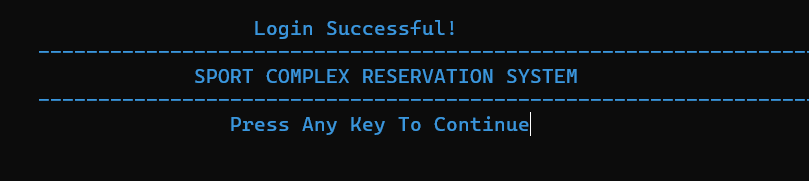 Login Successful!
----------------------------------------------------------------
SPORT COMPLEX RESERVATION SYSTEM
----------------------------------------------------------------
Press Any Key To Continue